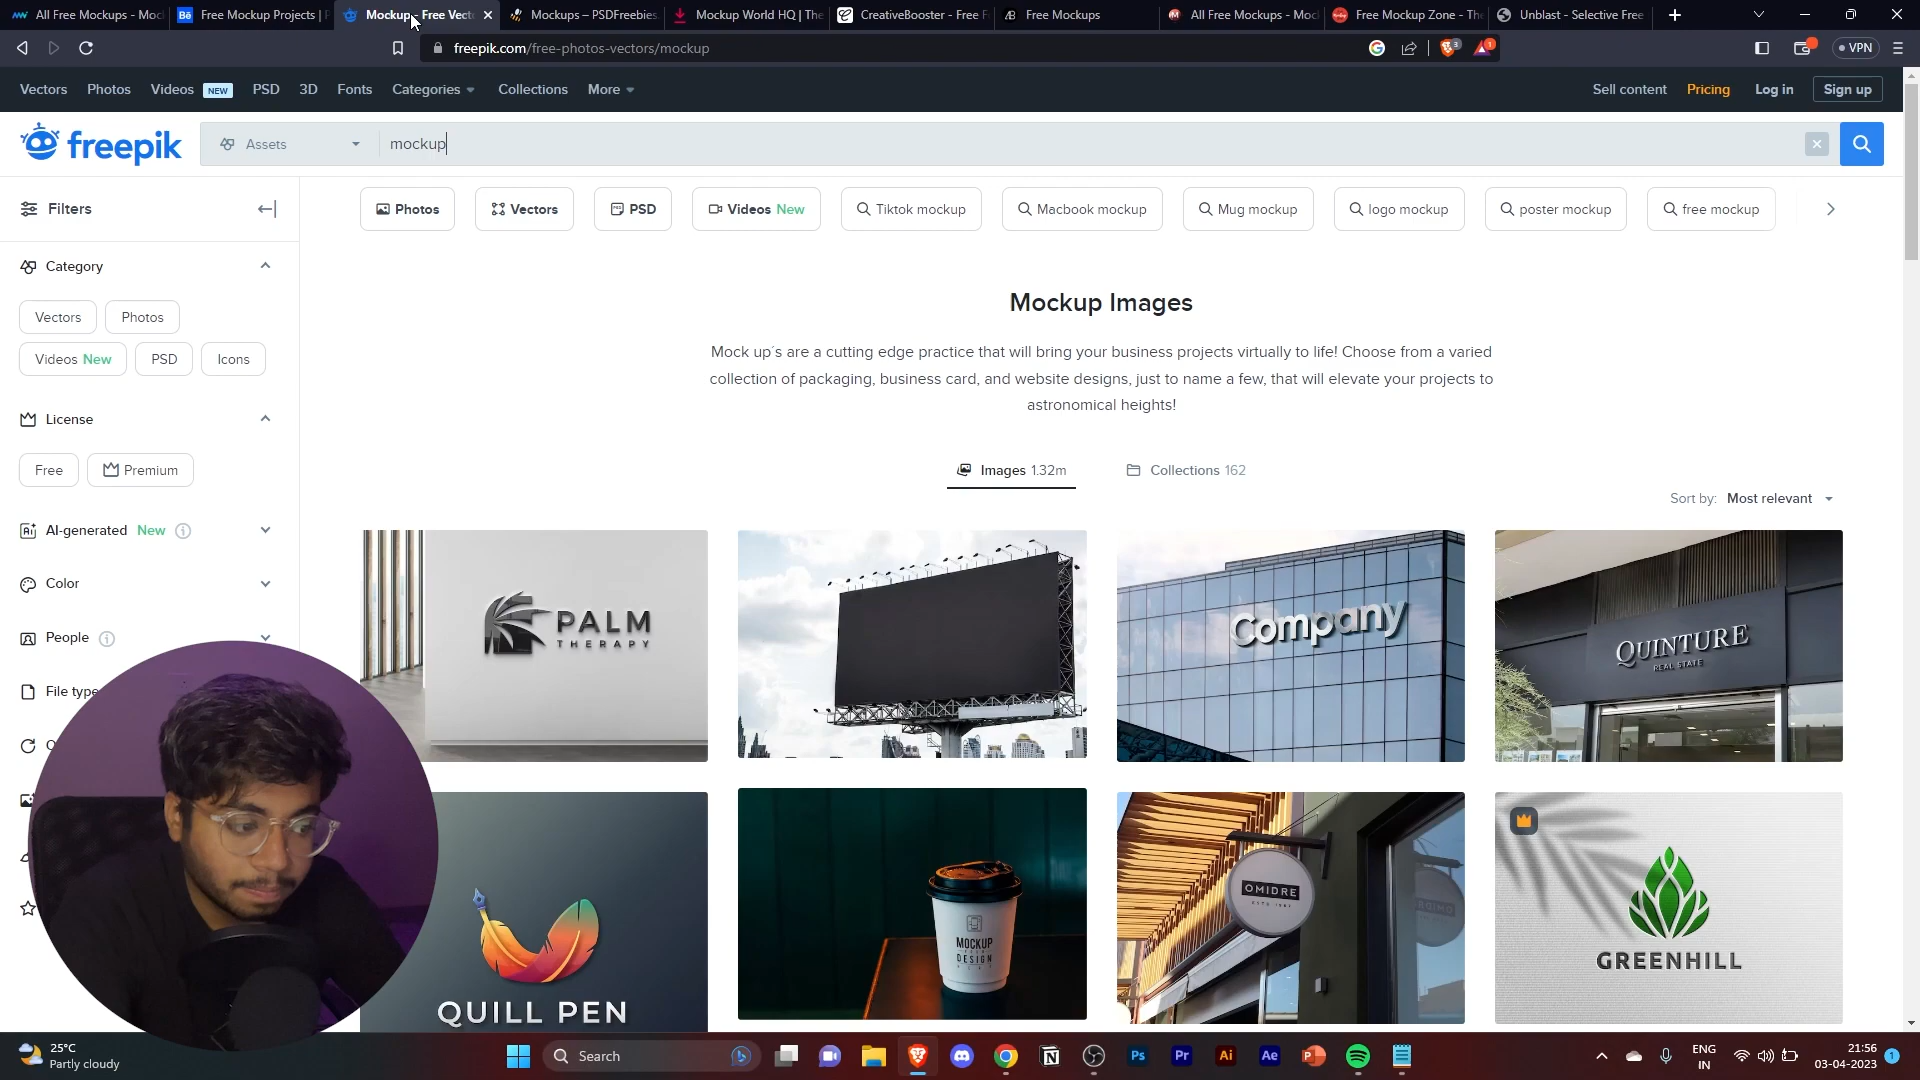 All Free Mockups - Moc
Free Mockup Projects |
Mockup - Free Vect
Mockups – PSDFreebies.
Mockup World HQ | The
CreativeBooster - Free F
Free Mockups
All Free Mockups - Moc
Free Mockup Zone - The
Unblast - Selective Free
freepik.com/free-photos-vectors/mockup
VPN
Vectors
Photos
Videos NEW
PSD
3D
Fonts
Categories
Collections
More
Sell content
Pricing
Log in
Sign up
freepik
Assets
mockup
Filters
Photos
Vectors
PSD
Videos New
Tiktok mockup
Macbook mockup
Mug mockup
logo mockup
poster mockup
free mockup
Category
Vectors
Photos
Videos New
PSD
Icons
License
Free
Premium
AI-generated New
Color
People
File type
Mockup Images
Mock up´s are a cutting edge practice that will bring your business projects virtually to life! Choose from a varied
collection of packaging, business card, and website designs, just to name a few, that will elevate your projects to
astronomical heights!
Images 1.32m
Collections 162
Sort by: Most relevant
PALM
THERAPY
Company
QUINTURE
REAL STATE
QUILL PEN
MOCKUP
DESIGN
OMIDRE
GREENHILL
25°C
Partly cloudy
Search
ENG
IN
21:56
03-04-2023
1